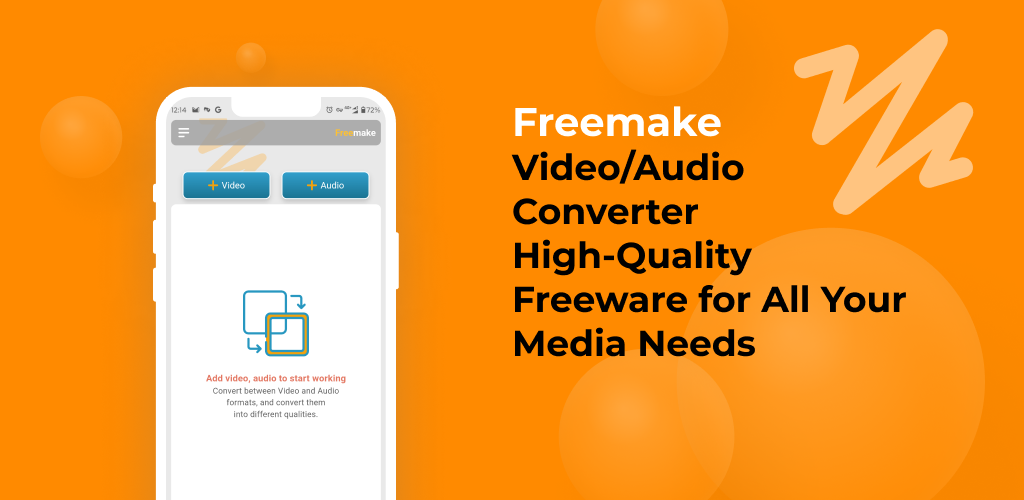 12:14 72%
Freemake
Video Audio
Add video, audio to start working
Convert between Video and Audio
formats, and convert them
into different qualities.
Freemake
Video/Audio
Converter
High-Quality
Freeware for All Your
Media Needs